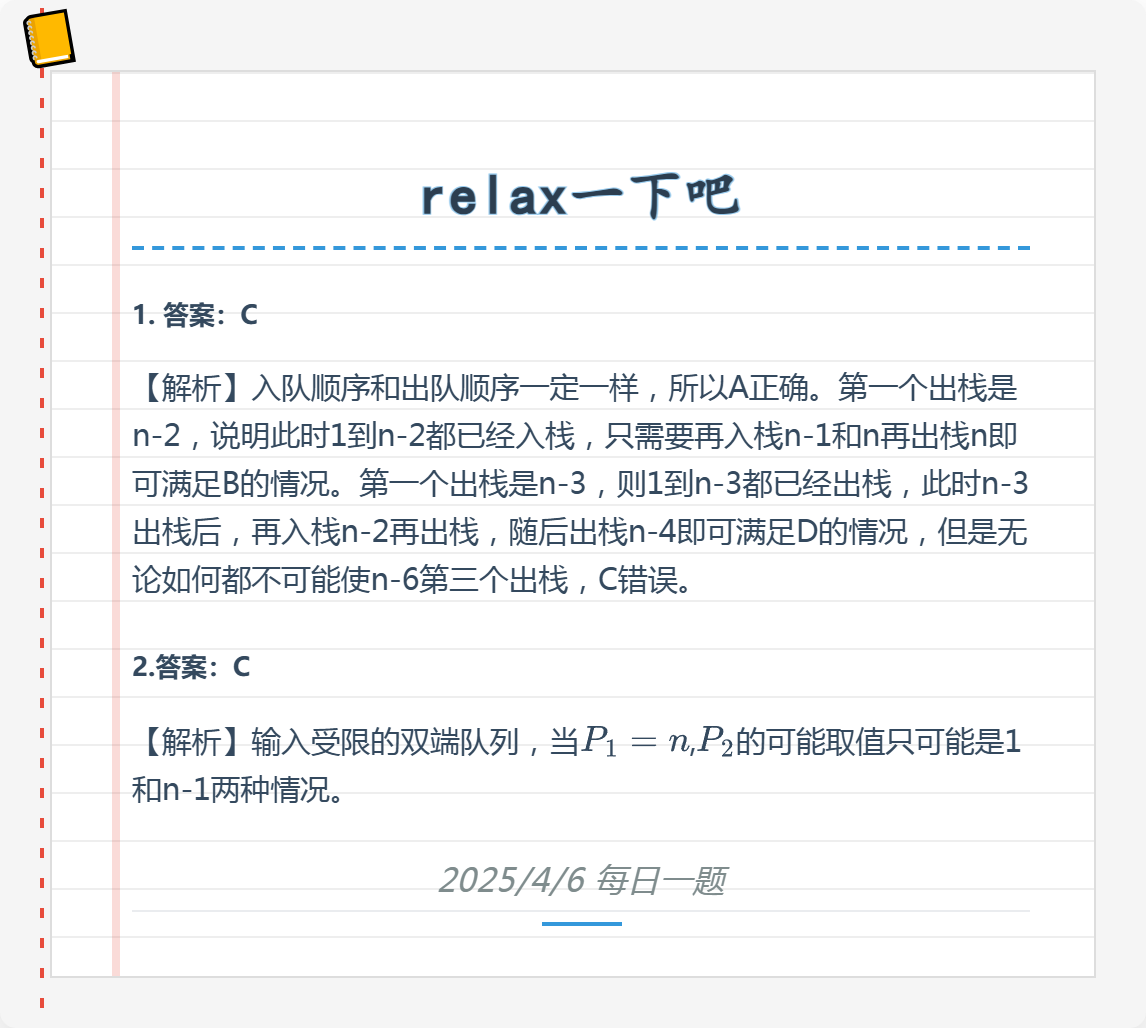 relax一下吧
1. 答案：C
【解析】入队顺序和出队顺序一定一样，所以A正确。第一个出栈是
n-2，说明此时1到n-2都已经入栈，只需要再入栈n-1和n再出栈n即
可满足B的情况。第一个出栈是n-3，则1到n-3都已经出栈，此时n-3
出栈后，再入栈n-2再出栈，随后出栈n-4即可满足D的情况，但是无
论如何都不可能使n-6第三个出栈，C错误。
2.答案：C
【解析】输入受限的双端队列，当P₁ = n,P₂的可能取值只可能是1
和n-1两种情况。
2025/4/6 每日一题